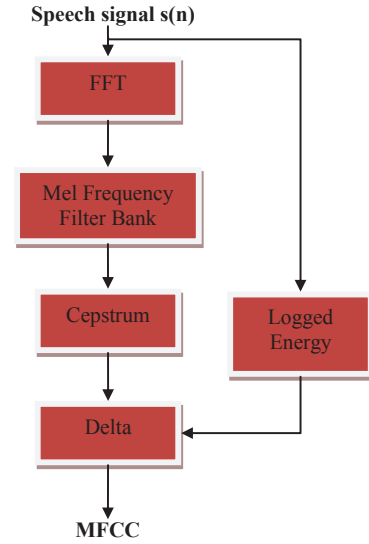 Speech signal s(n)
FFT
Mel Frequency
Filter Bank
Cepstrum
Logged
Energy
Delta
MFCC